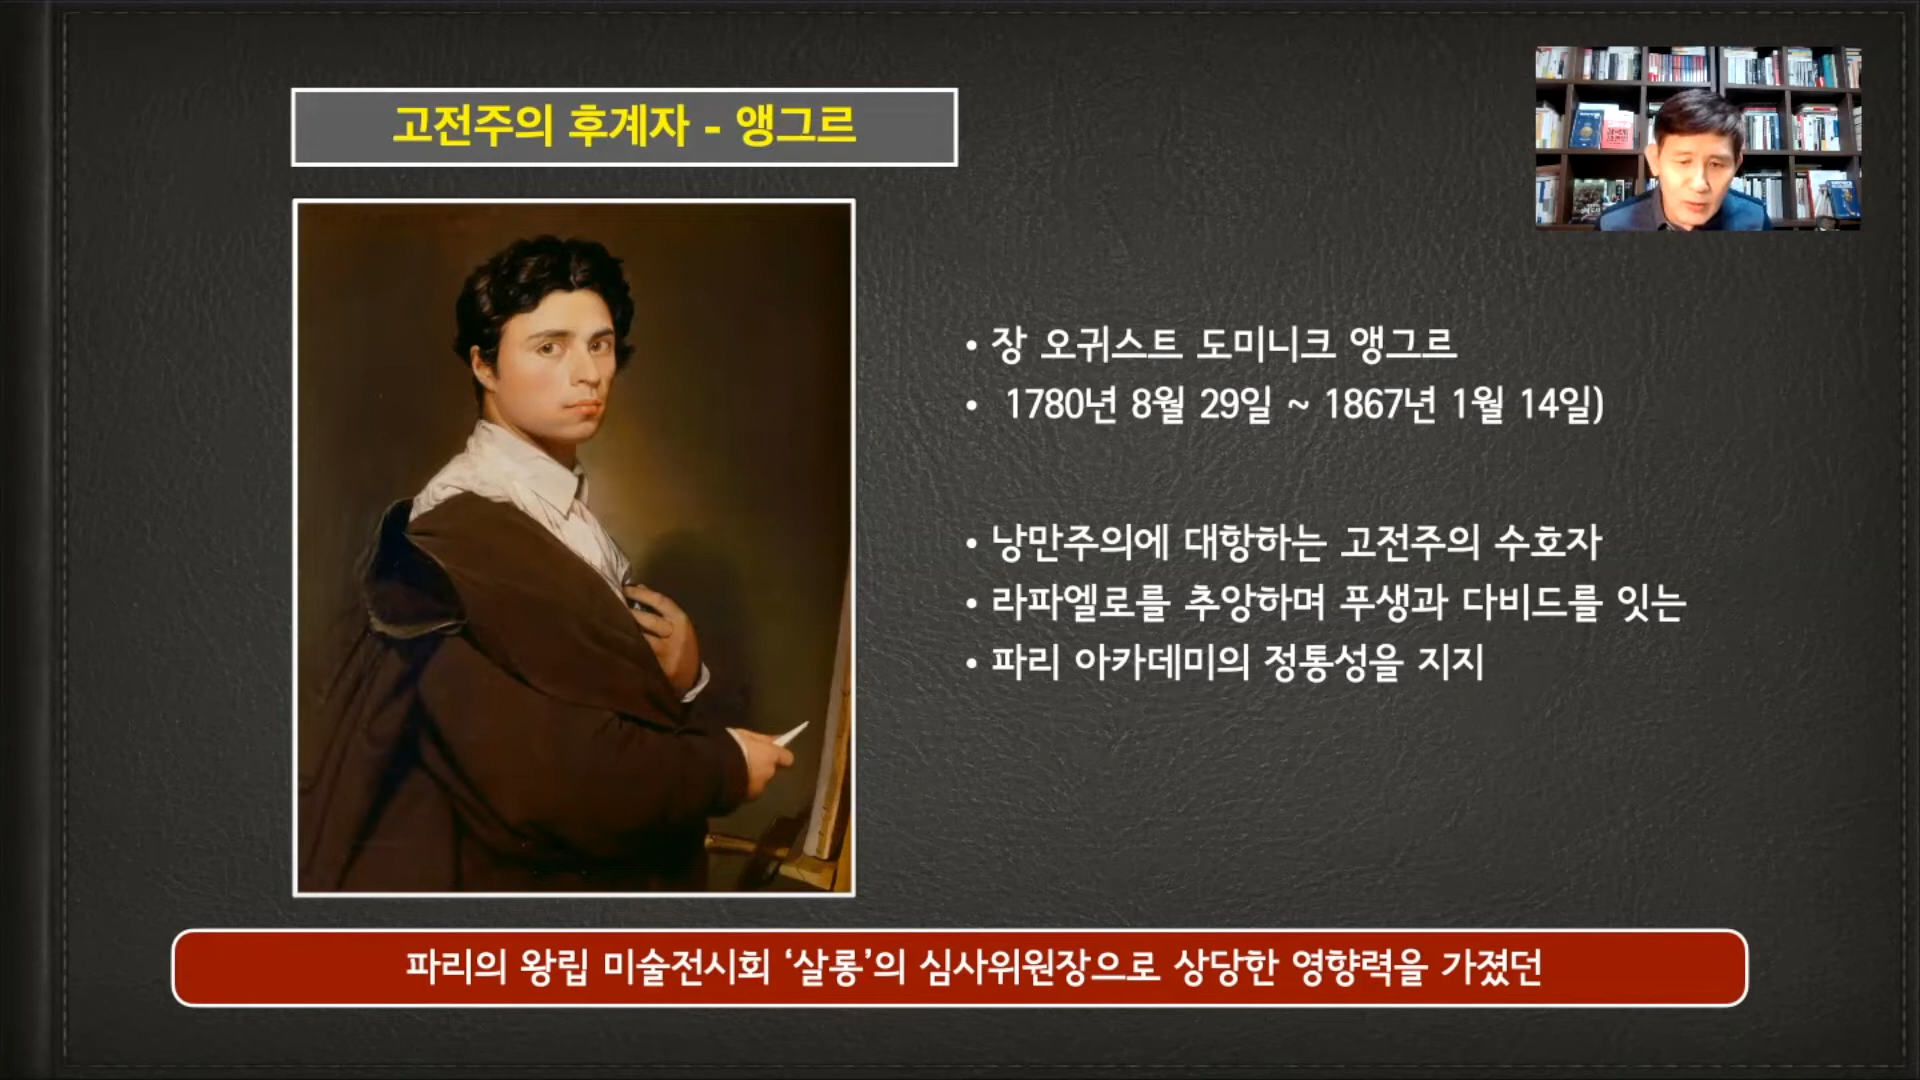 고전주의 후계자 - 앵그르
• 장 오귀스트 도미니크 앵그르
• 1780년 8월 29일 ~ 1867년 1월 14일)
• 낭만주의에 대항하는 고전주의 수호자
• 라파엘로를 추앙하며 푸생과 다비드를 잇는
• 파리 아카데미의 정통성을 지지
파리의 왕립 미술전시회 ‘살롱’의 심사위원장으로 상당한 영향력을 가졌던